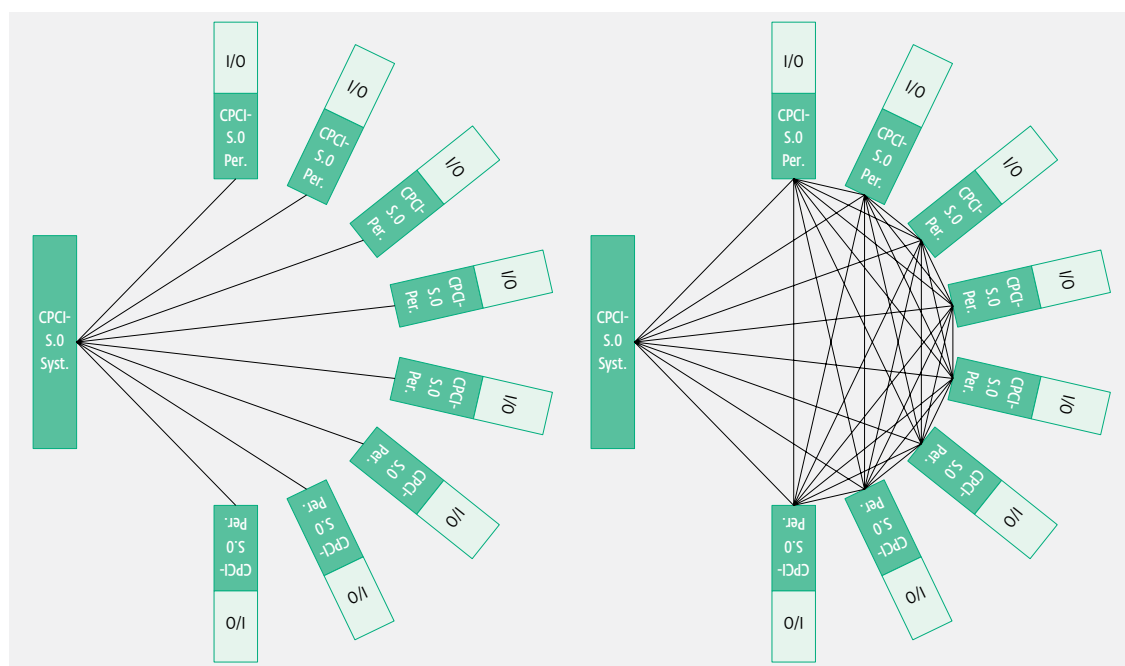 I/O
CPCI-
S.0
Per.
I/O
CPCI-
S.0
Per.
I/O
CPCI-
S.0
Per.
I/O
CPCI-
S.0
Per.
CPCI-
S.0
Syst.
CPCI-
S.0
Per.
I/O
CPCI-
S.0
Per.
I/O
CPCI-
S.0
Per.
I/O
CPCI-
S.0
Per.
I/O
I/O
CPCI-
S.0
Per.
I/O
CPCI-
S.0
Per.
I/O
CPCI-
S.0
Per.
I/O
CPCI-
S.0
Per.
CPCI-
S.0
Syst.
CPCI-
S.0
Per.
I/O
CPCI-
S.0
Per.
I/O
CPCI-
S.0
Per.
I/O
CPCI-
S.0
Per.
I/O